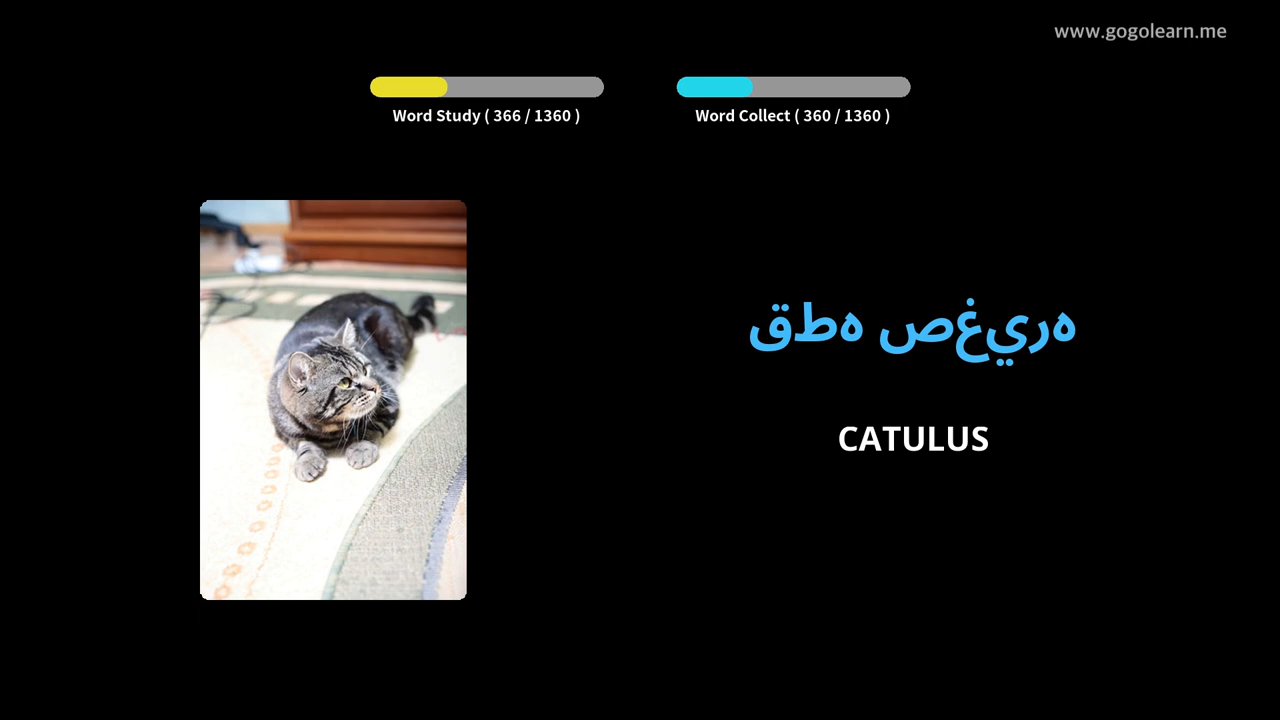 www.gogolearn.me
Word Study ( 366 / 1360 )
Word Collect ( 360 / 1360 )
قطه صغيره
CATULUS